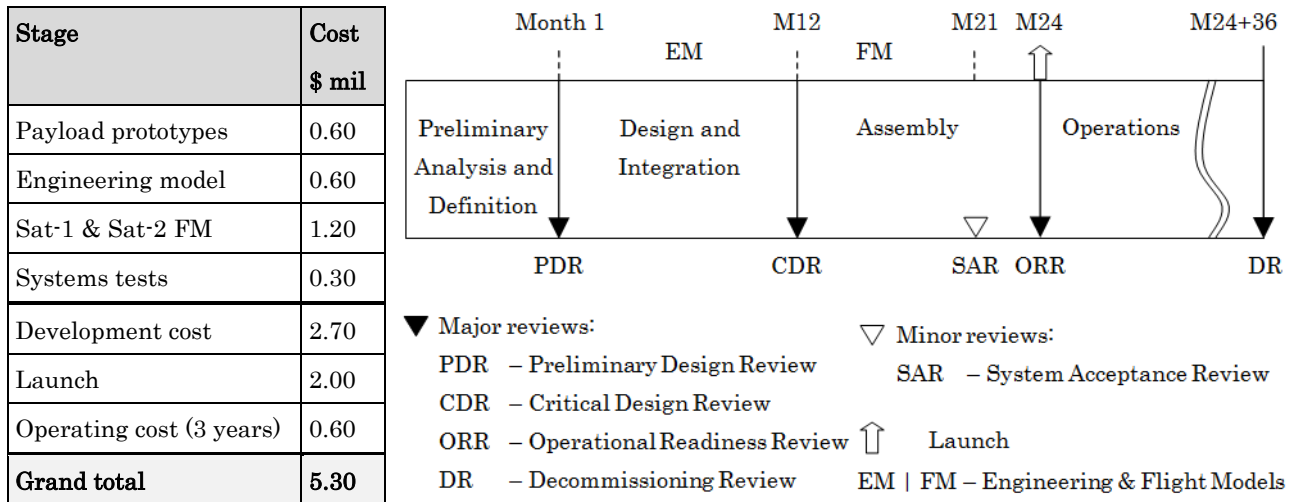 Stage Cost
$ mil
Payload prototypes 0.60
Engineering model 0.60
Sat-1 & Sat-2 FM 1.20
Systems tests 0.30
Development cost 2.70
Launch 2.00
Operating cost (3 years) 0.60
Grand total 5.30
Month 1 M12 M21 M24 M24+36
EM FM
Preliminary
Analysis and
Definition
Design and
Integration
Assembly
Operations
PDR CDR SAR ORR DR
▼ Major reviews:
PDR – Preliminary Design Review
CDR – Critical Design Review
ORR – Operational Readiness Review
DR – Decommissioning Review
▽ Minor reviews:
SAR – System Acceptance Review
Launch
EM | FM – Engineering & Flight Models